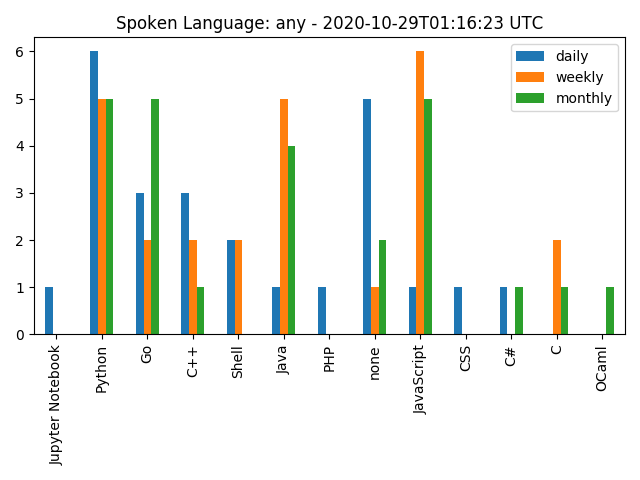 Spoken Language: any - 2020-10-29T01:16:23 UTC
daily
weekly
monthly
6
5
4
3
2
1
0
Jupyter Notebook
Python
Go
C++
Shell
Java
PHP
none
JavaScript
CSS
C#
C
OCaml